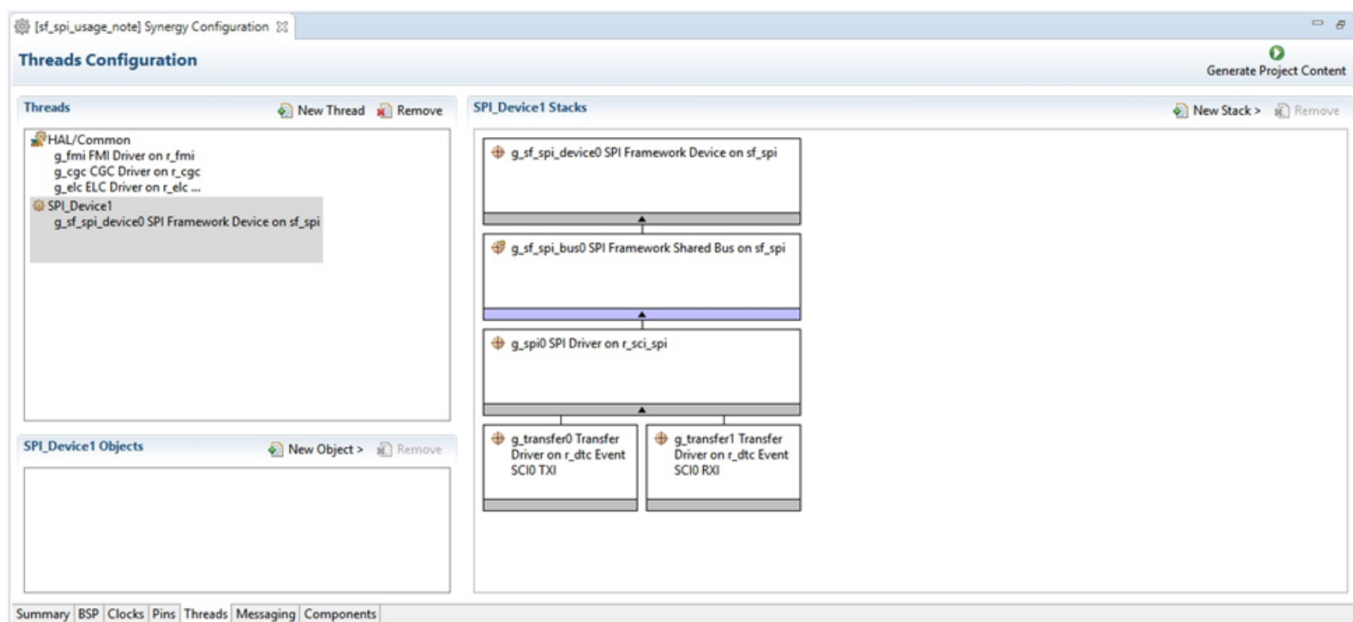 [sf_spi_usage_note] Synergy Configuration
Threads Configuration
Generate Project Content
Threads
New Thread
Remove
HAL/Common
g_fmi FMI Driver on r_fmi
g_cgc CGC Driver on r_cgc
g_elc ELC Driver on r_elc ...
SPI_Device1
g_sf_spi_device0 SPI Framework Device on sf_spi
SPI_Device1 Objects
New Object >
Remove
SPI_Device1 Stacks
New Stack >
Remove
g_sf_spi_device0 SPI Framework Device on sf_spi
g_sf_spi_bus0 SPI Framework Shared Bus on sf_spi
g_spi0 SPI Driver on r_sci_spi
g_transfer0 Transfer
Driver on r_dtc Event
SCI0 TXI
g_transfer1 Transfer
Driver on r_dtc Event
SCI0 RXI
Summary BSP Clocks Pins Threads Messaging Components